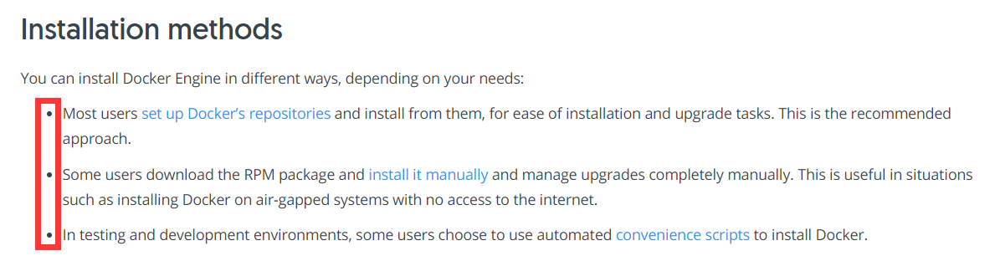 Installation methods
You can install Docker Engine in different ways, depending on your needs:
• Most users set up Docker’s repositories and install from them, for ease of installation and upgrade tasks. This is the recommended
approach.
• Some users download the RPM package and install it manually and manage upgrades completely manually. This is useful in situations
such as installing Docker on air-gapped systems with no access to the internet.
• In testing and development environments, some users choose to use automated convenience scripts to install Docker.